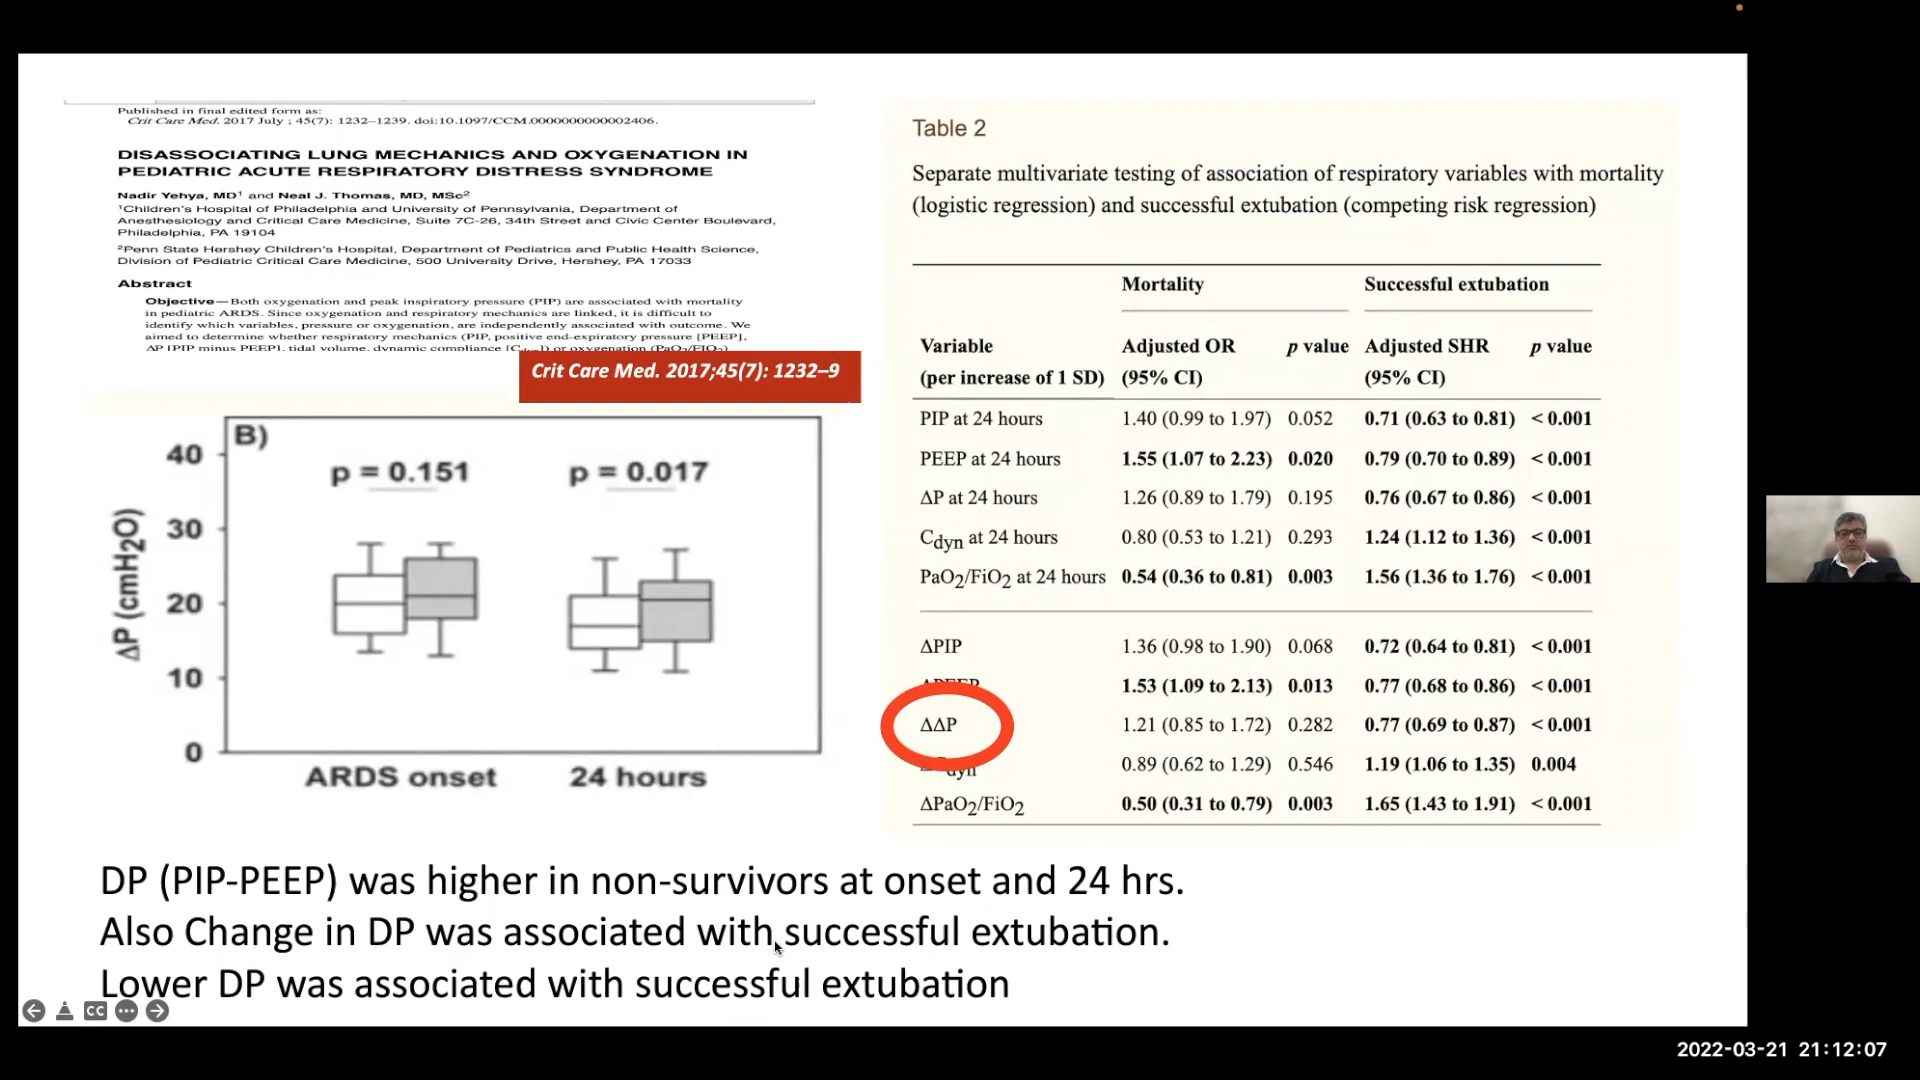 Published in final edited form as:
Crit Care Med. 2017 July ; 45(7): 1232–1239. doi:10.1097/CCM.0000000000002406.
DISASSOCIATING LUNG MECHANICS AND OXYGENATION IN
PEDIATRIC ACUTE RESPIRATORY DISTRESS SYNDROME
Nadir Yehya, MD¹ and Neal J. Thomas, MD, MSc²
¹Children's Hospital of Philadelphia and University of Pennsylvania, Department of
Anesthesiology and Critical Care Medicine, Suite 7C-26, 34th Street and Civic Center Boulevard,
Philadelphia, PA 19104
²Penn State Hershey Children's Hospital, Department of Pediatrics and Public Health Science,
Division of Pediatric Critical Care Medicine, 500 University Drive, Hershey, PA 17033
Abstract
Objective—Both oxygenation and peak inspiratory pressure (PIP) are associated with mortality
in pediatric ARDS. Since oxygenation and respiratory mechanics are linked, it is difficult to
identify which variables, pressure or oxygenation, are independently associated with outcome. We
aimed to determine whether respiratory mechanics (PIP, positive end-expiratory pressure [PEEP],
ΔP [PIP minus PEEP], tidal volume, dynamic compliance [Cdyn]) or oxygenation (PaO2/FIO2)
Crit Care Med. 2017;45(7): 1232–9
B)
p = 0.151 p = 0.017
40
30
20
10
0
ΔP (cmH2O)
ARDS onset 24 hours
Table 2
Separate multivariate testing of association of respiratory variables with mortality
(logistic regression) and successful extubation (competing risk regression)
Mortality Successful extubation
Variable Adjusted OR p value Adjusted SHR p value
(per increase of 1 SD) (95% CI) (95% CI)
PIP at 24 hours 1.40 (0.99 to 1.97) 0.052 0.71 (0.63 to 0.81) < 0.001
PEEP at 24 hours 1.55 (1.07 to 2.23) 0.020 0.79 (0.70 to 0.89) < 0.001
ΔP at 24 hours 1.26 (0.89 to 1.79) 0.195 0.76 (0.67 to 0.86) < 0.001
Cdyn at 24 hours 0.80 (0.53 to 1.21) 0.293 1.24 (1.12 to 1.36) < 0.001
PaO2/FiO2 at 24 hours 0.54 (0.36 to 0.81) 0.003 1.56 (1.36 to 1.76) < 0.001
ΔPIP 1.36 (0.98 to 1.90) 0.068 0.72 (0.64 to 0.81) < 0.001
ΔPEEP 1.53 (1.09 to 2.13) 0.013 0.77 (0.68 to 0.86) < 0.001
ΔΔP 1.21 (0.85 to 1.72) 0.282 0.77 (0.69 to 0.87) < 0.001
ΔCdyn 0.89 (0.62 to 1.29) 0.546 1.19 (1.06 to 1.35) 0.004
ΔPaO2/FiO2 0.50 (0.31 to 0.79) 0.003 1.65 (1.43 to 1.91) < 0.001
DP (PIP-PEEP) was higher in non-survivors at onset and 24 hrs.
Also Change in DP was associated with successful extubation.
Lower DP was associated with successful extubation
CC
2022-03-21 21:12:07